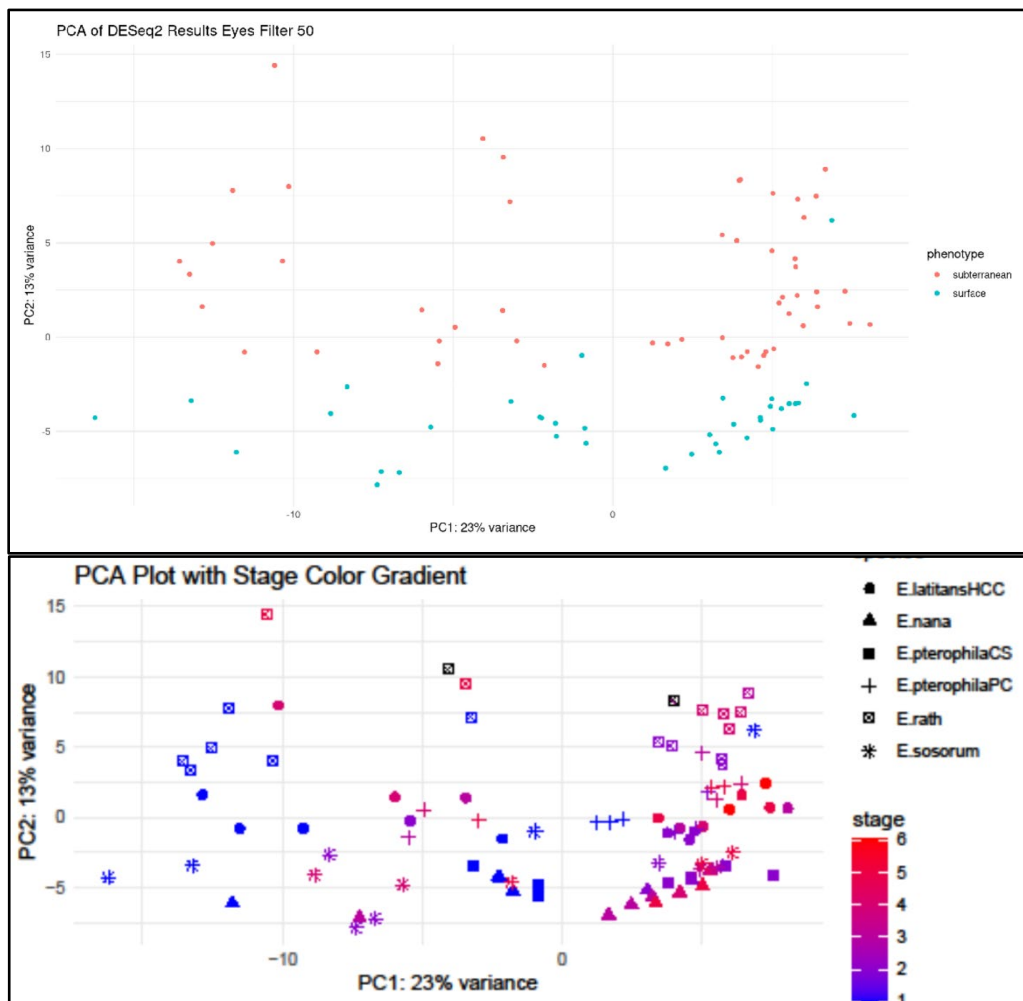 PCA of DESeq2 Results Eyes Filter 50
15
10
5
0
-5
PC2: 13% variance
-10
0
PC1: 23% variance
phenotype
subterranean
surface
PCA Plot with Stage Color Gradient
15
10
5
0
−5
PC2: 13% variance
−10
0
PC1: 23% variance
E.latitansHCC
E.nana
E.pterophilaCS
E.pterophilaPC
E.rath
E.sosorum
stage
6
5
4
3
2
1